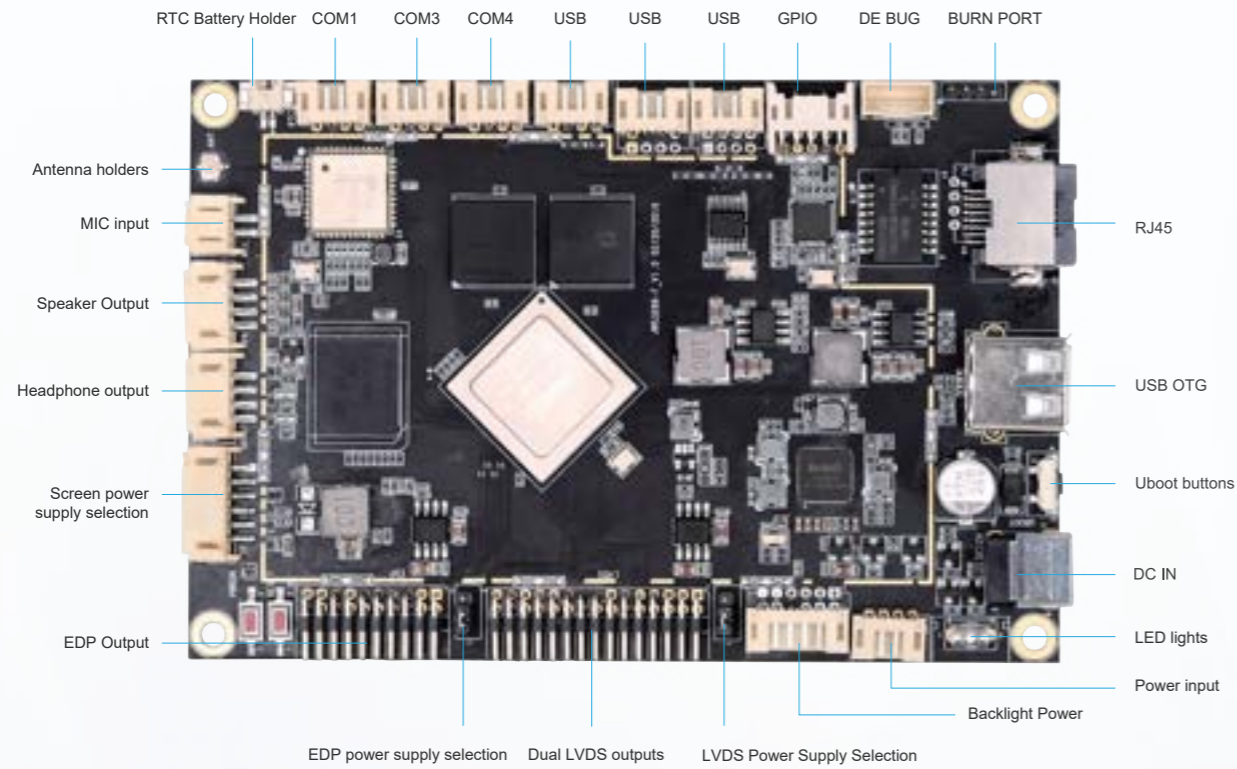 RTC Battery Holder
COM1
COM3
COM4
USB
USB
USB
GPIO
DE BUG
BURN PORT
Antenna holders
MIC input
Speaker Output
Headphone output
Screen power
supply selection
EDP Output
RJ45
USB OTG
Uboot buttons
DC IN
LED lights
Power input
Backlight Power
EDP power supply selection
Dual LVDS outputs
LVDS Power Supply Selection